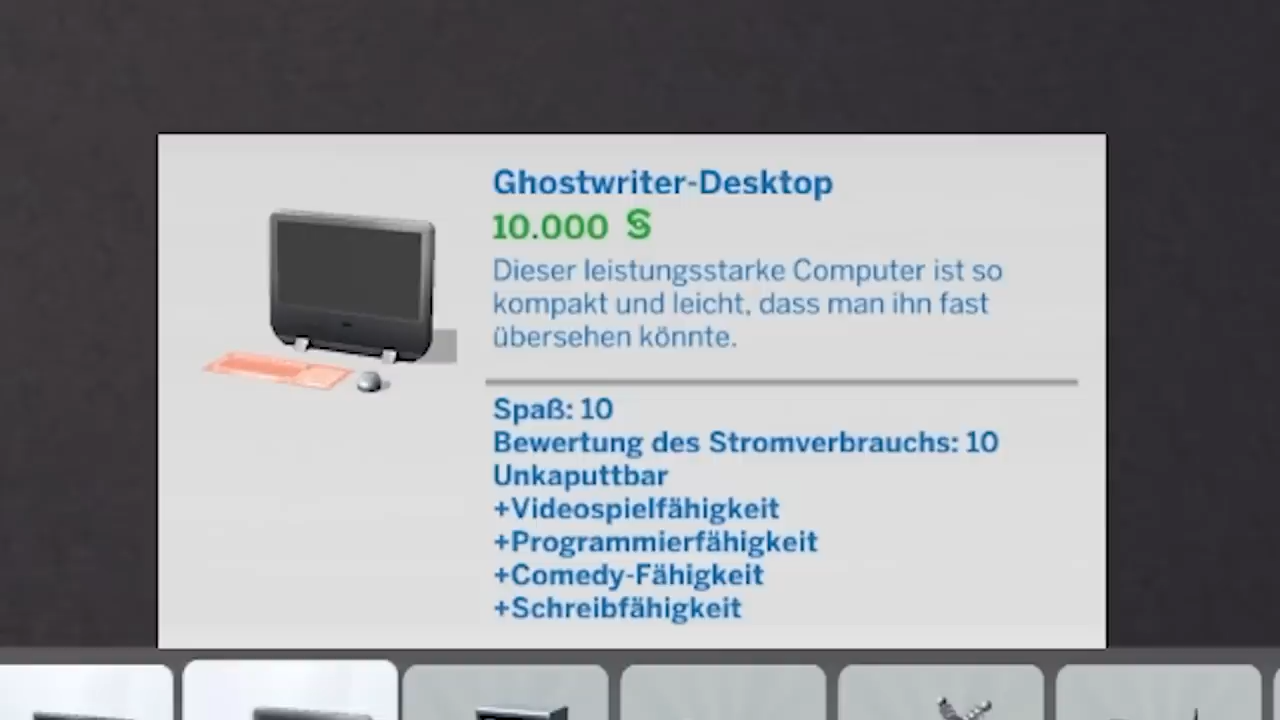 Ghostwriter-Desktop
10.000 §
Dieser leistungsstarke Computer ist so
kompakt und leicht, dass man ihn fast
übersehen könnte.
Spaß: 10
Bewertung des Stromverbrauchs: 10
Unkaputtbar
+Videospielfähigkeit
+Programmierfähigkeit
+Comedy-Fähigkeit
+Schreibfähigkeit